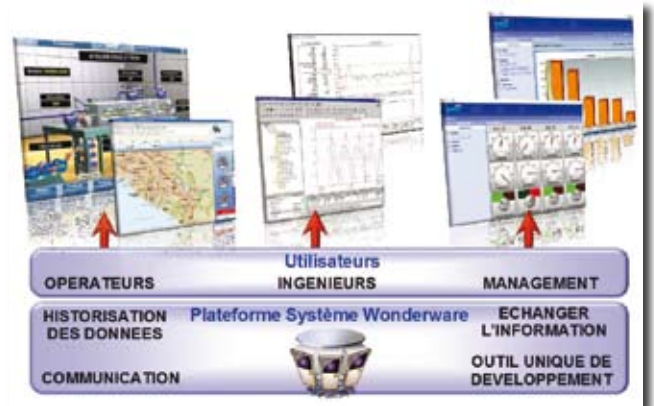 Utilisateurs
OPERATEURS
INGENIEURS
MANAGEMENT
HISTORISATION
DES DONNEES
Plateforme Système Wonderware
ECHANGER
L'INFORMATION
COMMUNICATION
OUTIL UNIQUE DE
DEVELOPPEMENT